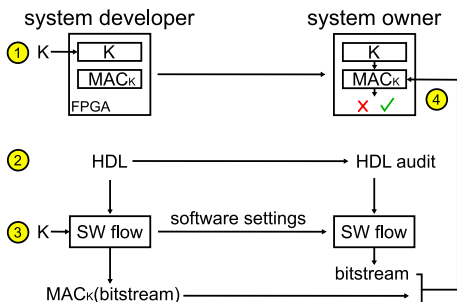 system developer system owner
1 K K K
MACK MACK
FPGA
4
2 HDL HDL audit
3 K SW flow software settings SW flow
bitstream
MACK(bitstream)